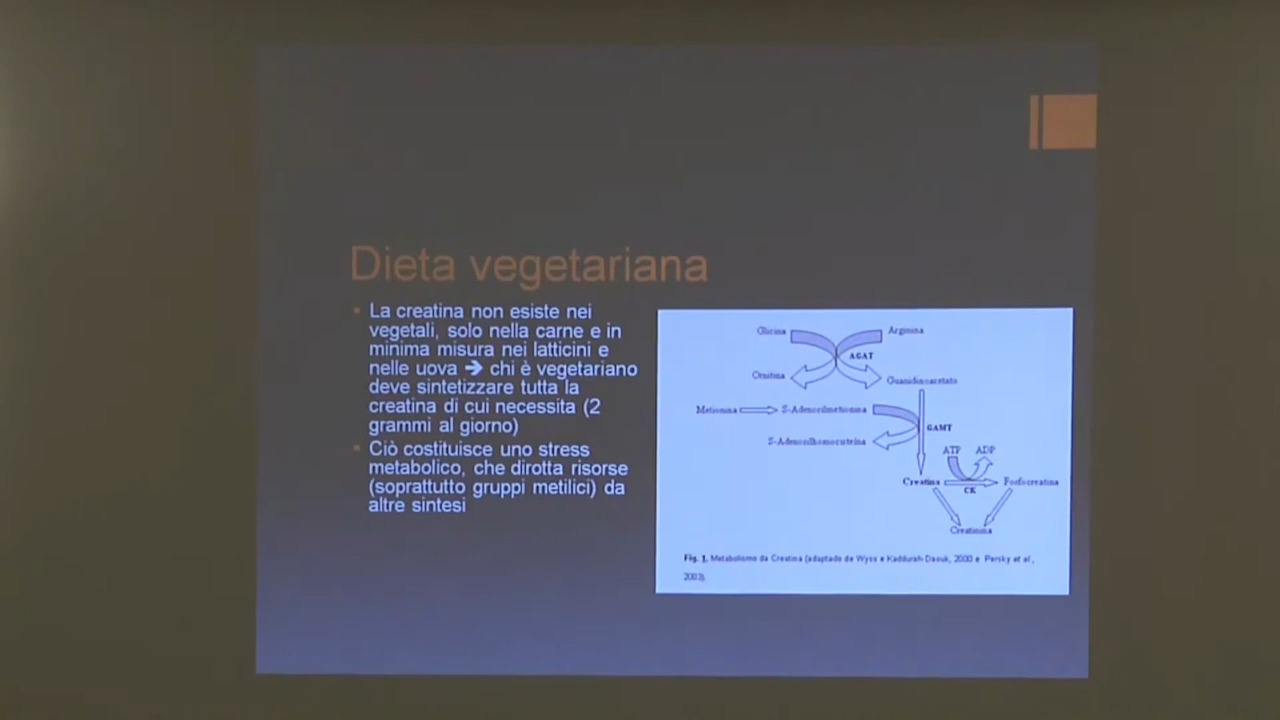 Dieta vegetariana
La creatina non esiste nei
vegetali, solo nella carne e in
minima misura nei latticini e
nelle uova ➔ chi è vegetariano
deve sintetizzare tutta la
creatina di cui necessita (2
grammi al giorno)
Ciò costituisce uno stress
metabolico, che dirotta risorse
(soprattutto gruppi metilici) da
altre sintesi
Glicina Arginina
AGAT
Ornitina Guanidinoacetato
Metionina S-Adenosilmetionina
GAMT
S-Adenosilhomocisteína
ATP ADP
Creatina Fosfocreatina
CK
Creatinina
Fig. 1. Metabolismo da Creatina (adaptado de Wyss e Kaddurah-Daouk, 2000 e Persky et al.,
2003).